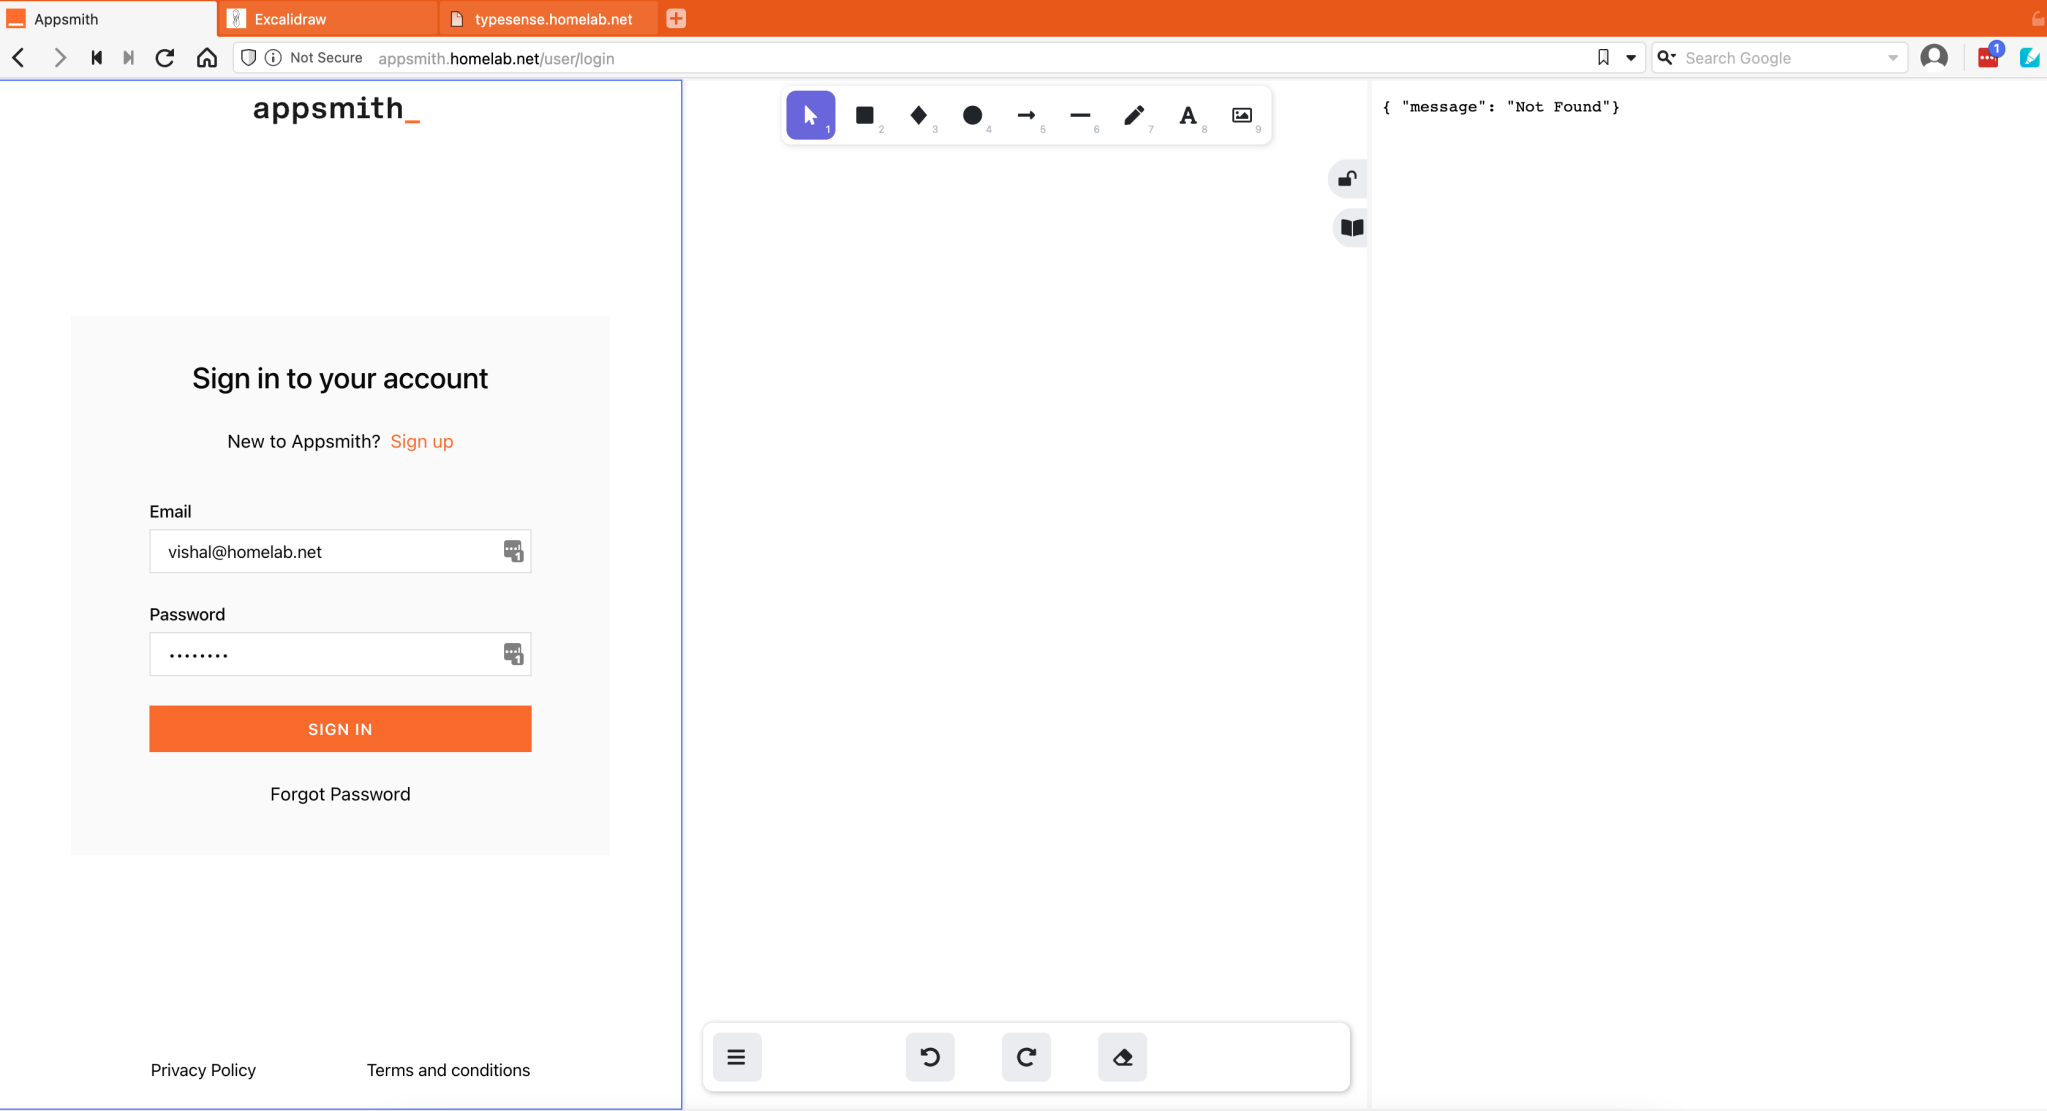 Appsmith
Excalidraw
typesense.homelab.net
Not Secure appsmith.homelab.net/user/login
Search Google
1
appsmith_
Sign in to your account
New to Appsmith? Sign up
Email
vishal@homelab.net
1
Password
••••••••
1
SIGN IN
Forgot Password
Privacy Policy
Terms and conditions
1
2
3
4
5
6
7
A 8
9
{ "message": "Not Found"}